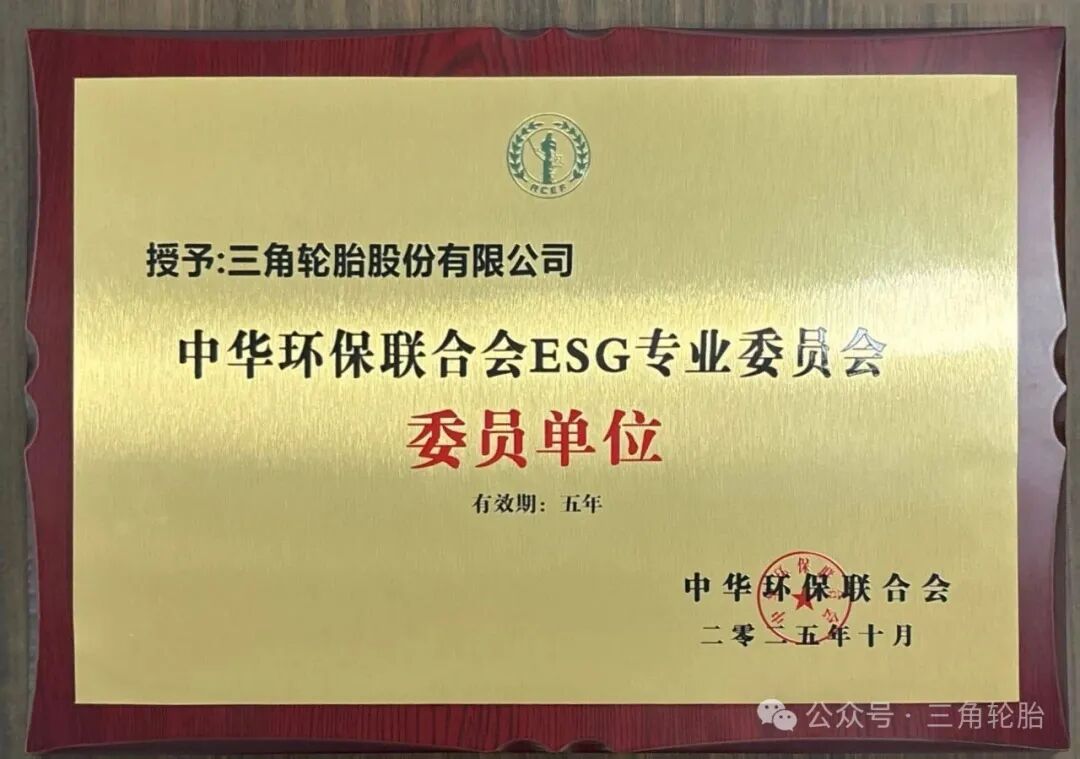 授予:三角轮胎股份有限公司
中华环保联合会ESG专业委员会
委员单位
有效期：五年
中华环保联合会
二零二五年十月
公众号 · 三角轮胎